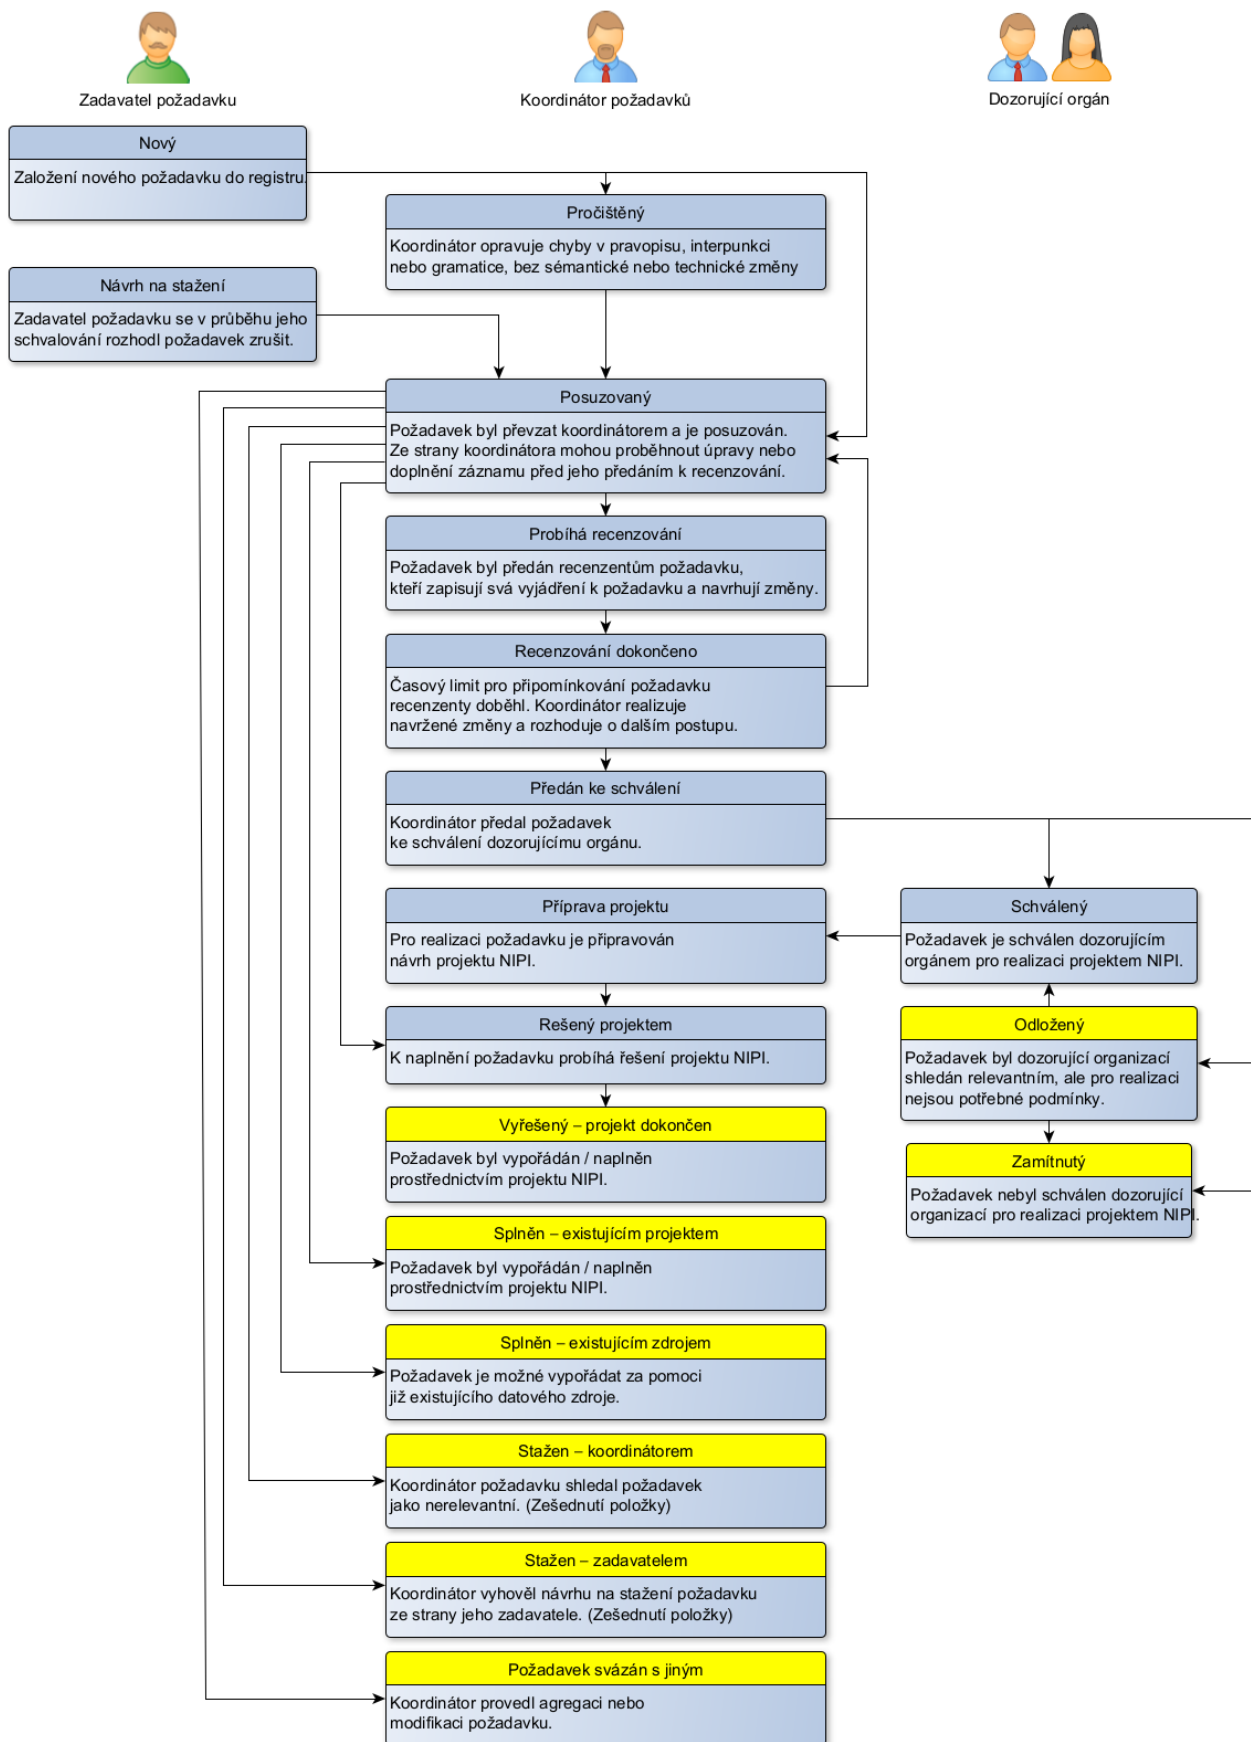 Zadavatel požadavku
Koordinátor požadavků
Dozorující orgán
Nový
Založení nového požadavku do registru.
Pročištěný
Koordinátor opravuje chyby v pravopisu, interpunkci
nebo gramatice, bez sémantické nebo technické změny
Návrh na stažení
Zadavatel požadavku se v průběhu jeho
schvalování rozhodl požadavek zrušit.
Posuzovaný
Požadavek byl převzat koordinátorem a je posuzován.
Ze strany koordinátora mohou proběhnout úpravy nebo
doplnění záznamu před jeho předáním k recenzování.
Probíhá recenzování
Požadavek byl předán recenzentům požadavku,
kteří zapisují svá vyjádření k požadavku a navrhují změny.
Recenzování dokončeno
Časový limit pro připomínkování požadavku
recenzenty doběhl. Koordinátor realizuje
navržené změny a rozhoduje o dalším postupu.
Předán ke schválení
Koordinátor předal požadavek
ke schválení dozorujícímu orgánu.
Příprava projektu
Pro realizaci požadavku je připravován
návrh projektu NIPI.
Schválený
Požadavek je schválen dozorujícím
orgánem pro realizaci projektem NIPI.
Rešený projektem
K naplnění požadavku probíhá řešení projektu NIPI.
Odložený
Požadavek byl dozorující organizací
shledán relevantním, ale pro realizaci
nejsou potřebné podmínky.
Vyřešený – projekt dokončen
Požadavek byl vypořádán / naplněn
prostřednictvím projektu NIPI.
Zamítnutý
Požadavek nebyl schválen dozorující
organizací pro realizaci projektem NIPI.
Splněn – existujícím projektem
Požadavek byl vypořádán / naplněn
prostřednictvím projektu NIPI.
Splněn – existujícím zdrojem
Požadavek je možné vypořádat za pomoci
již existujícího datového zdroje.
Stažen – koordinátorem
Koordinátor požadavku shledal požadavek
jako nerelevantní. (Zešednutí položky)
Stažen – zadavatelem
Koordinátor vyhověl návrhu na stažení požadavku
ze strany jeho zadavatele. (Zešednutí položky)
Požadavek svázán s jiným
Koordinátor provedl agregaci nebo
modifikaci požadavku.